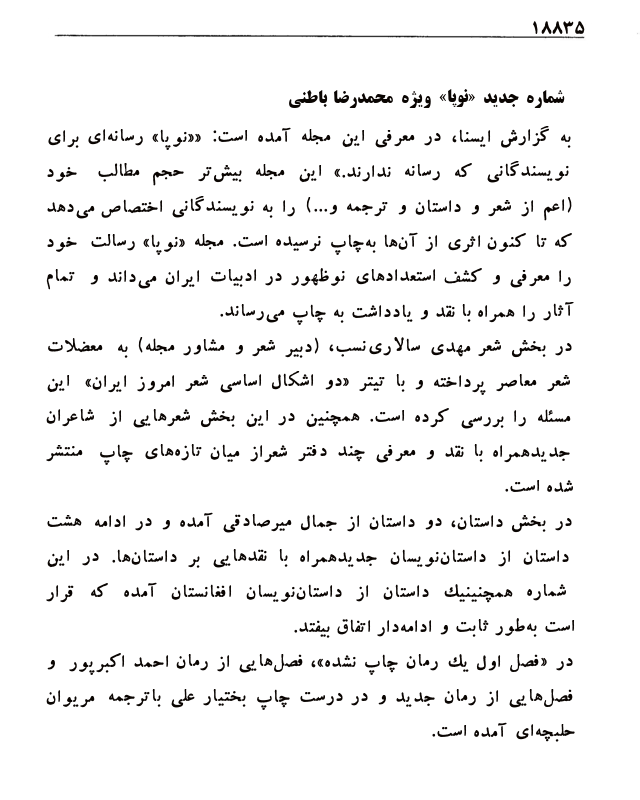 ۱۸۸۳۵
شماره جدید «نوپا» ویژه محمدرضا باطنی
به گزارش ایسنا، در معرفی این مجله آمده است: ««نوپا» رسانه‌ای برای
نویسندگانی که رسانه ندارند.» این مجله بیش‌تر حجم مطالب خود
(اعم از شعر و داستان و ترجمه و...) را به نویسندگانی اختصاص می‌دهد
که تا کنون اثری از آن‌ها به‌چاپ نرسیده است. مجله «نوپا» رسالت خود
را معرفی و کشف استعدادهای نوظهور در ادبیات ایران می‌داند و تمام
آثار را همراه با نقد و یادداشت به چاپ می‌رساند.
در بخش شعر مهدی سالاری‌نسب، (دبیر شعر و مشاور مجله) به معضلات
شعر معاصر پرداخته و با تیتر «دو اشکال اساسی شعر امروز ایران» این
مسئله را بررسی کرده است. همچنین در این بخش شعرهایی از شاعران
جدیدهمراه با نقد و معرفی چند دفتر شعراز میان تازه‌های چاپ منتشر
شده است.
در بخش داستان، دو داستان از جمال میرصادقی آمده و در ادامه هشت
داستان از داستان‌نویسان جدیدهمراه با نقدهایی بر داستان‌ها. در این
شماره همچنینیك داستان از داستان‌نویسان افغانستان آمده که قرار
است به‌طور ثابت و ادامه‌دار اتفاق بیفتد.
در «فصل اول یك رمان چاپ نشده»، فصل‌هایی از رمان احمد اکبرپور و
فصل‌هایی از رمان جدید و در درست چاپ بختیار علی باترجمه مریوان
حلبچه‌ای آمده است.